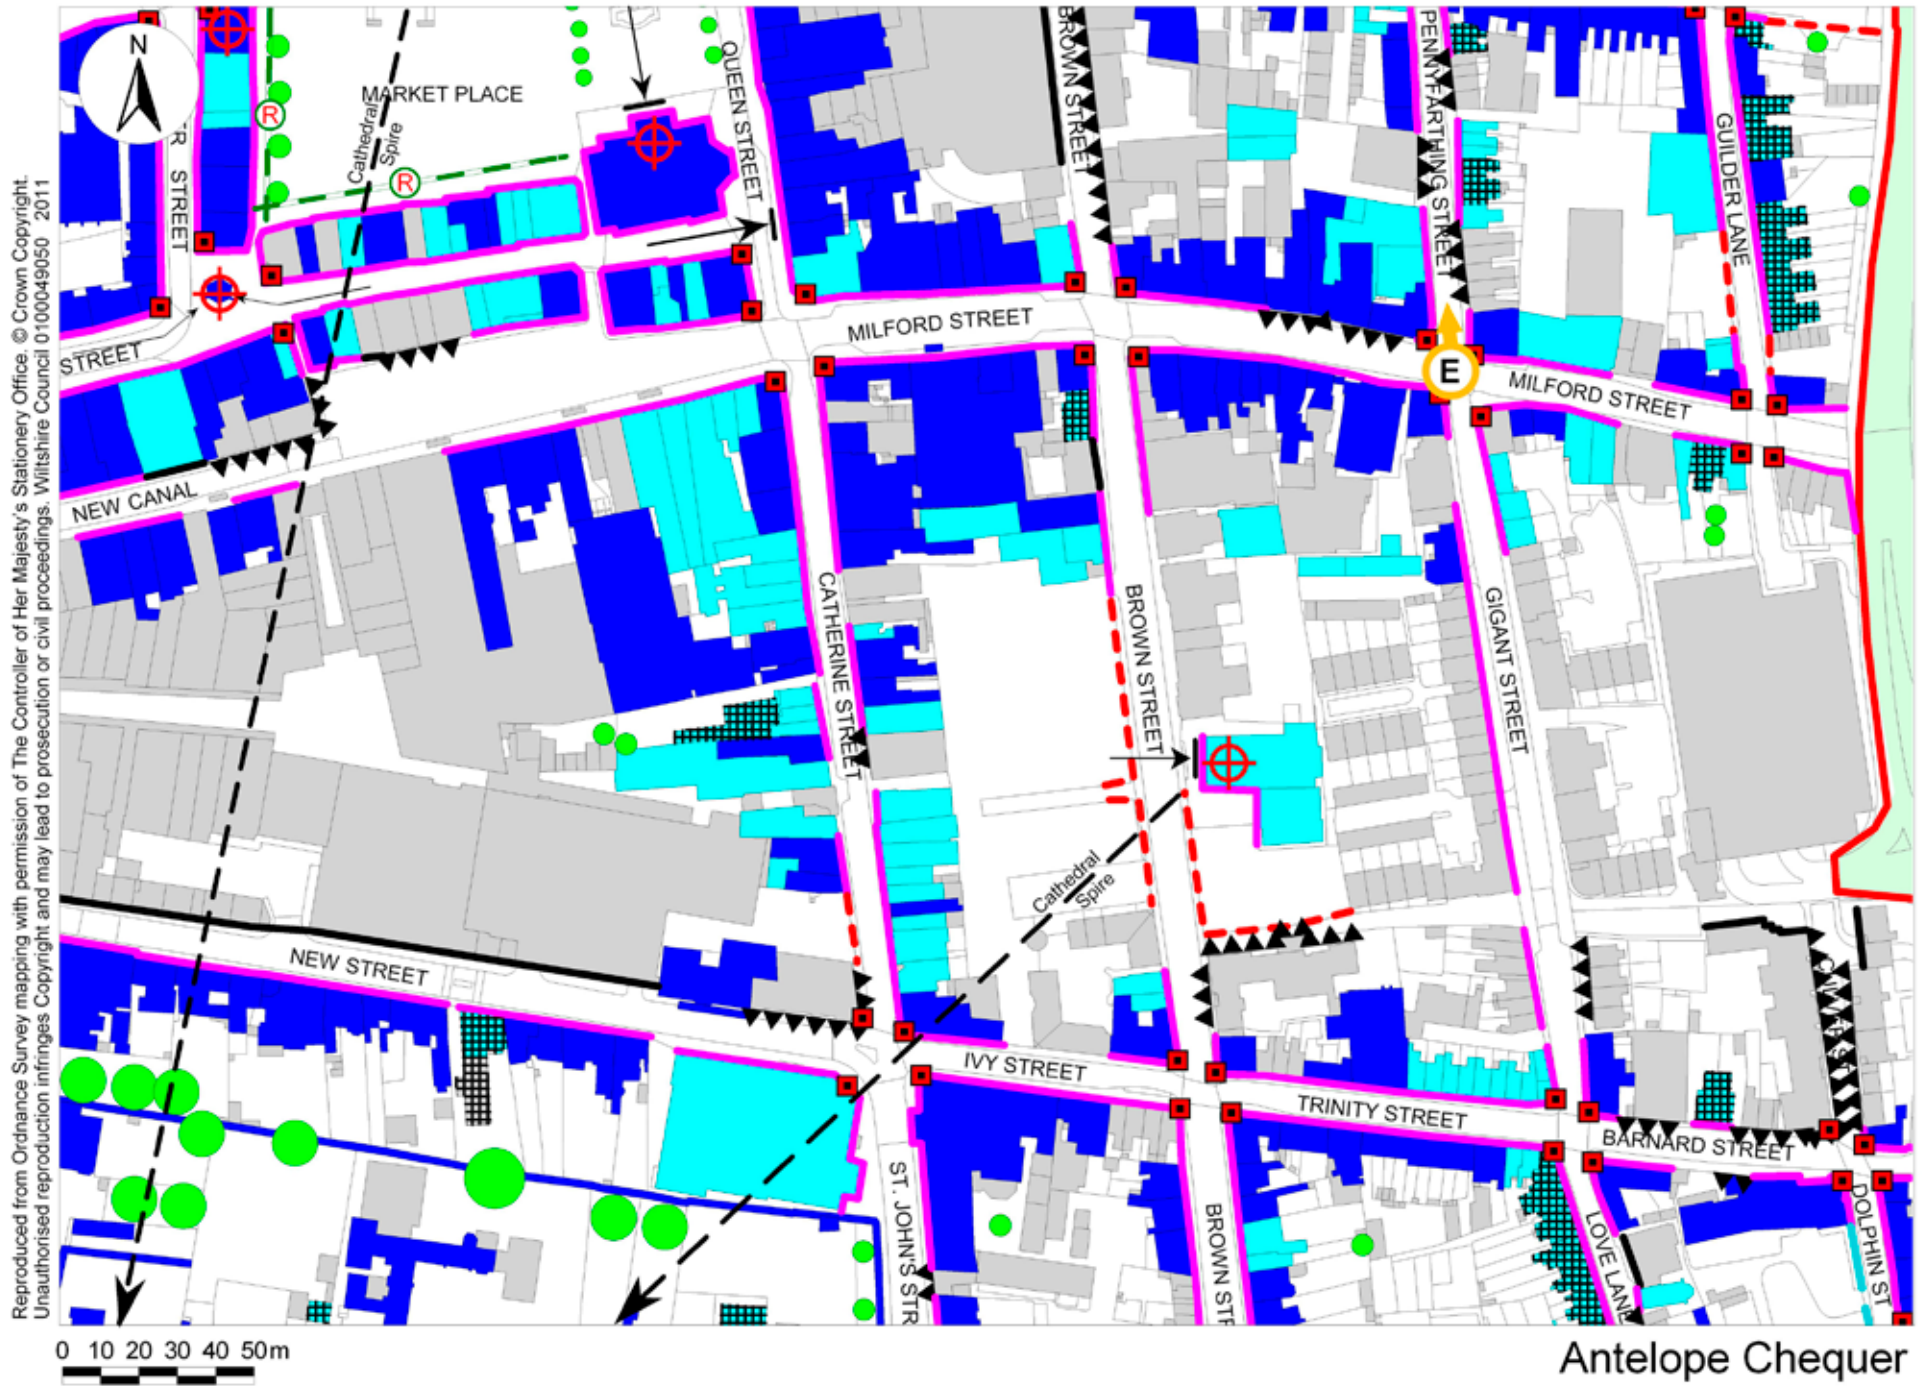 Reproduced from Ordnance Survey mapping with permission of The Controller of Her Majesty's Stationery Office. © Crown Copyright.
Unauthorised reproduction infringes Copyright and may lead to prosecution or civil proceedings. Wiltshire Council 0100049050 2011
N
MARKET PLACE
Cathedral
Spire
R
R
STREET
QUEEN STREET
BROWN STREET
PENNYFARTHING STREET
GUILDER LANE
STREET
MILFORD STREET
E
MILFORD STREET
NEW CANAL
CATHERINE STREET
BROWN STREET
GIGANT STREET
Cathedral
Spire
NEW STREET
IVY STREET
TRINITY STREET
BARNARD STREET
ST. JOHN'S STR
BROWN STR
LOVE LANE
DOLPHIN ST
0 10 20 30 40 50m
Antelope Chequer